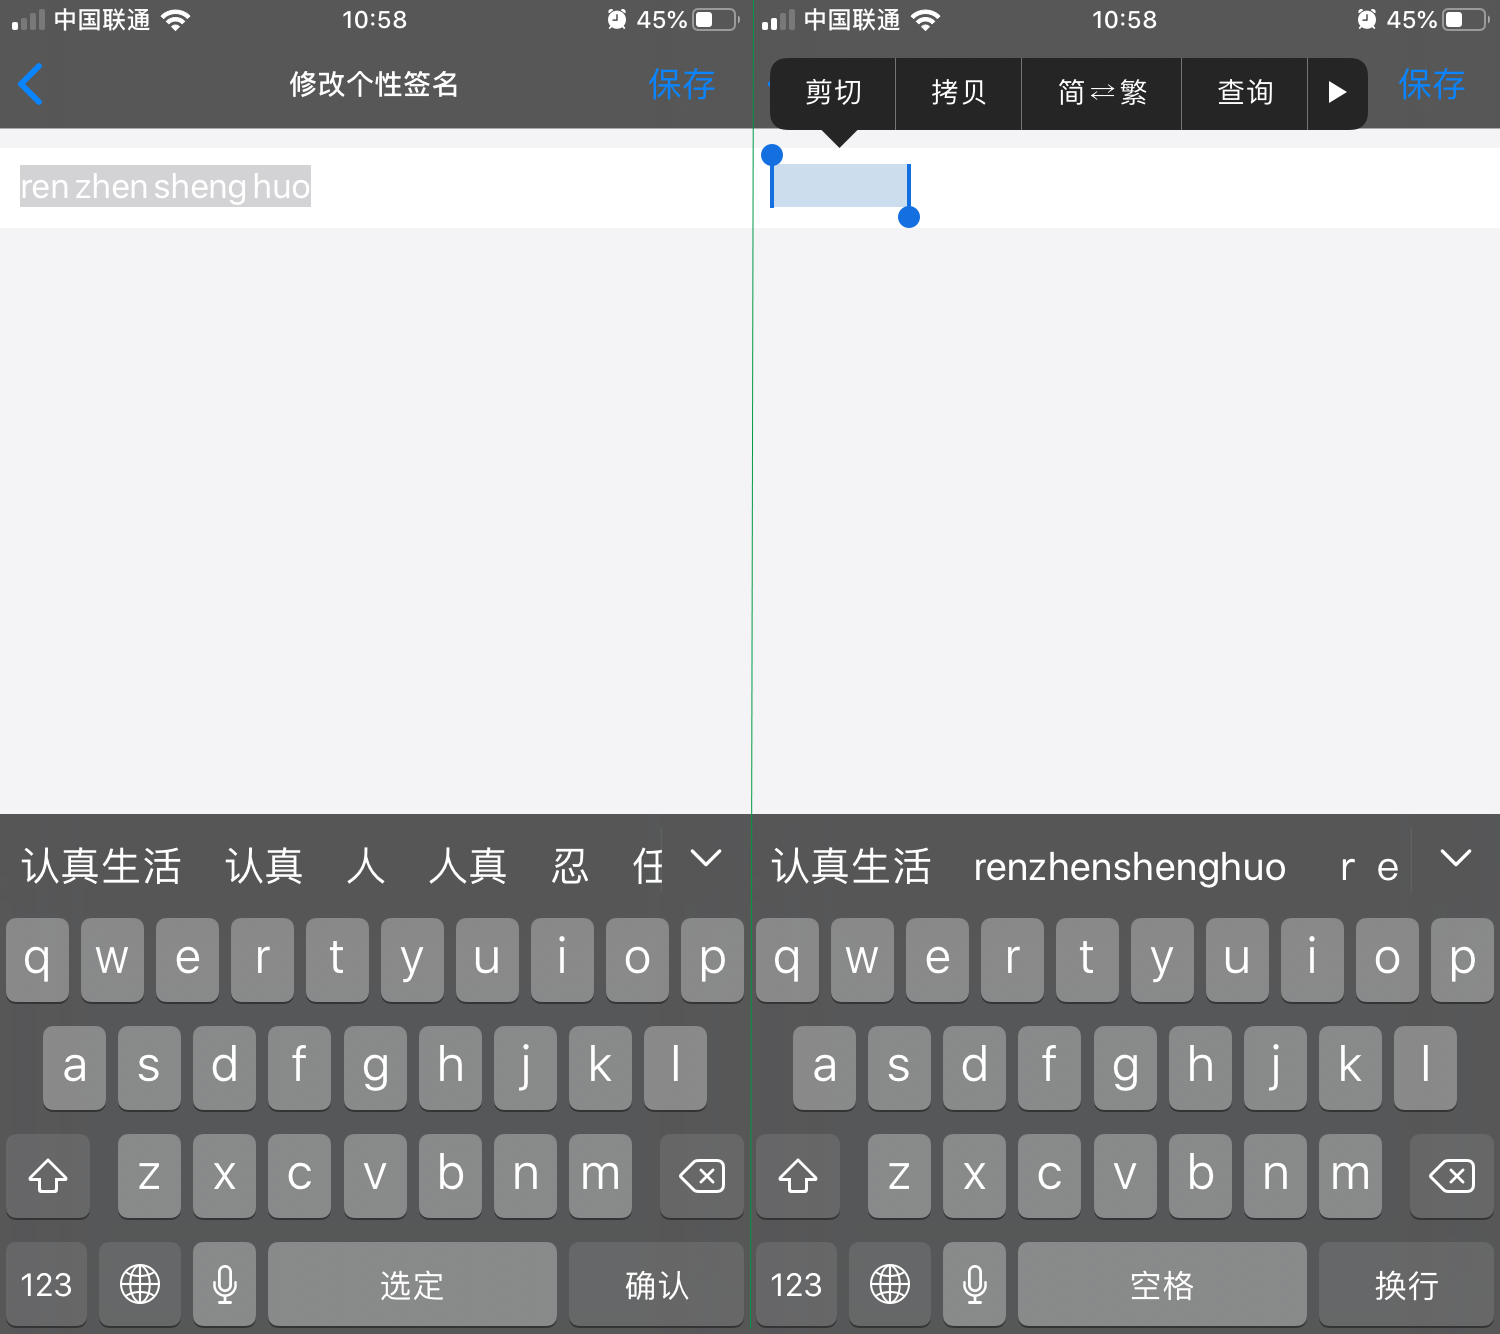 中国联通 10:58 45%
修改个性签名 保存
ren zhen sheng huo
认真生活 认真 人 人真 忍 任
q w e r t y u i o p
a s d f g h j k l
z x c v b n m
123 选定 确认
中国联通 10:58 45%
剪切 拷贝 简⇌繁 查询 ▶ 保存
认真生活 renzhenshenghuo r e
q w e r t y u i o p
a s d f g h j k l
z x c v b n m
123 空格 换行